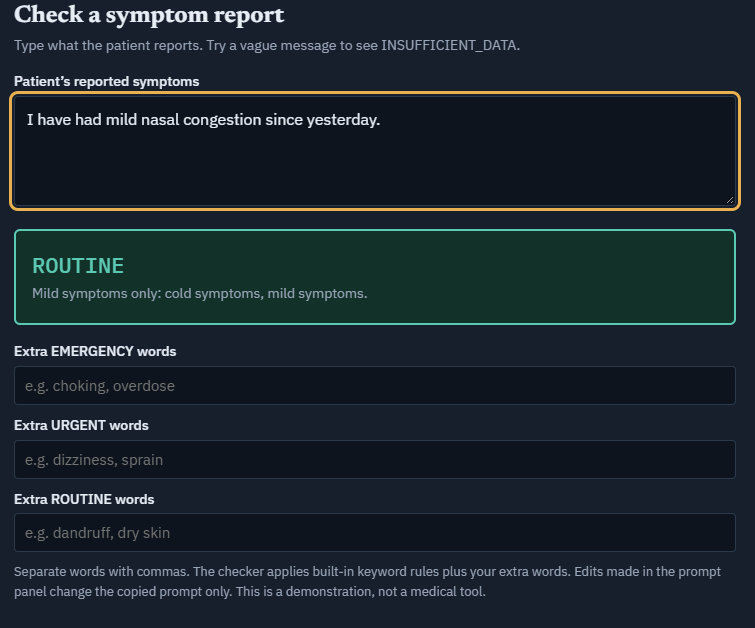 Check a symptom report
Type what the patient reports. Try a vague message to see INSUFFICIENT_DATA.
Patient’s reported symptoms
I have had mild nasal congestion since yesterday.
ROUTINE
Mild symptoms only: cold symptoms, mild symptoms.
Extra EMERGENCY words
e.g. choking, overdose
Extra URGENT words
e.g. dizziness, sprain
Extra ROUTINE words
e.g. dandruff, dry skin
Separate words with commas. The checker applies built-in keyword rules plus your extra words. Edits made in the prompt
panel change the copied prompt only. This is a demonstration, not a medical tool.